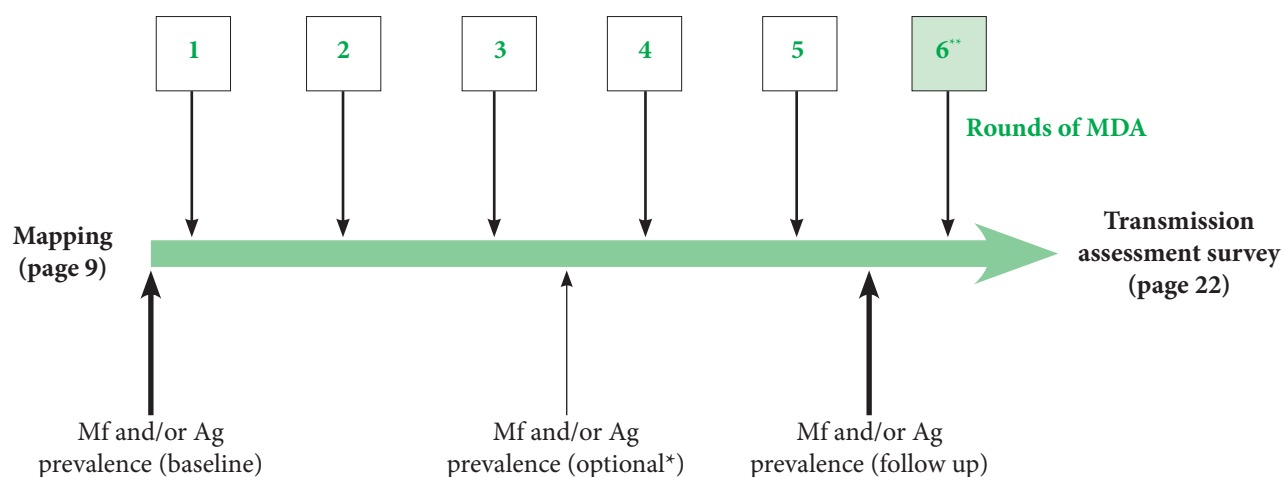 1
2
3
4
5
6**
Rounds of MDA
Mapping
(page 9)
Transmission
assessment survey
(page 22)
Mf and/or Ag
prevalence (baseline)
Mf and/or Ag
prevalence (optional*)
Mf and/or Ag
prevalence (follow up)